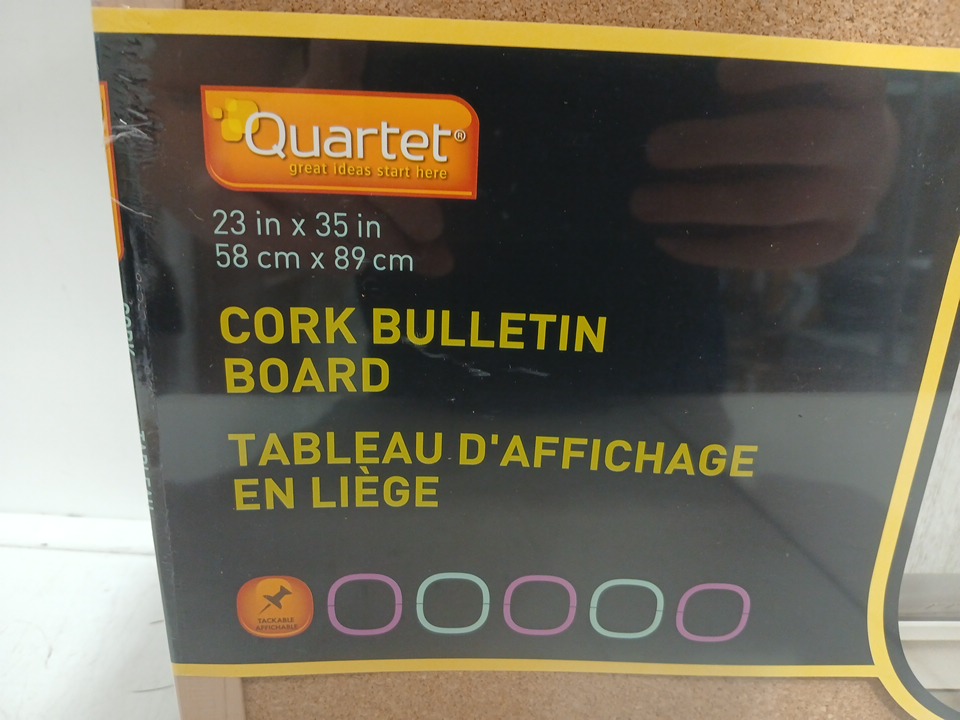 Quartet®
great ideas start here
23 in x 35 in
58 cm x 89 cm
CORK BULLETIN
BOARD
TABLEAU D'AFFICHAGE
EN LIÈGE
TACKABLE
AFFICHABLE